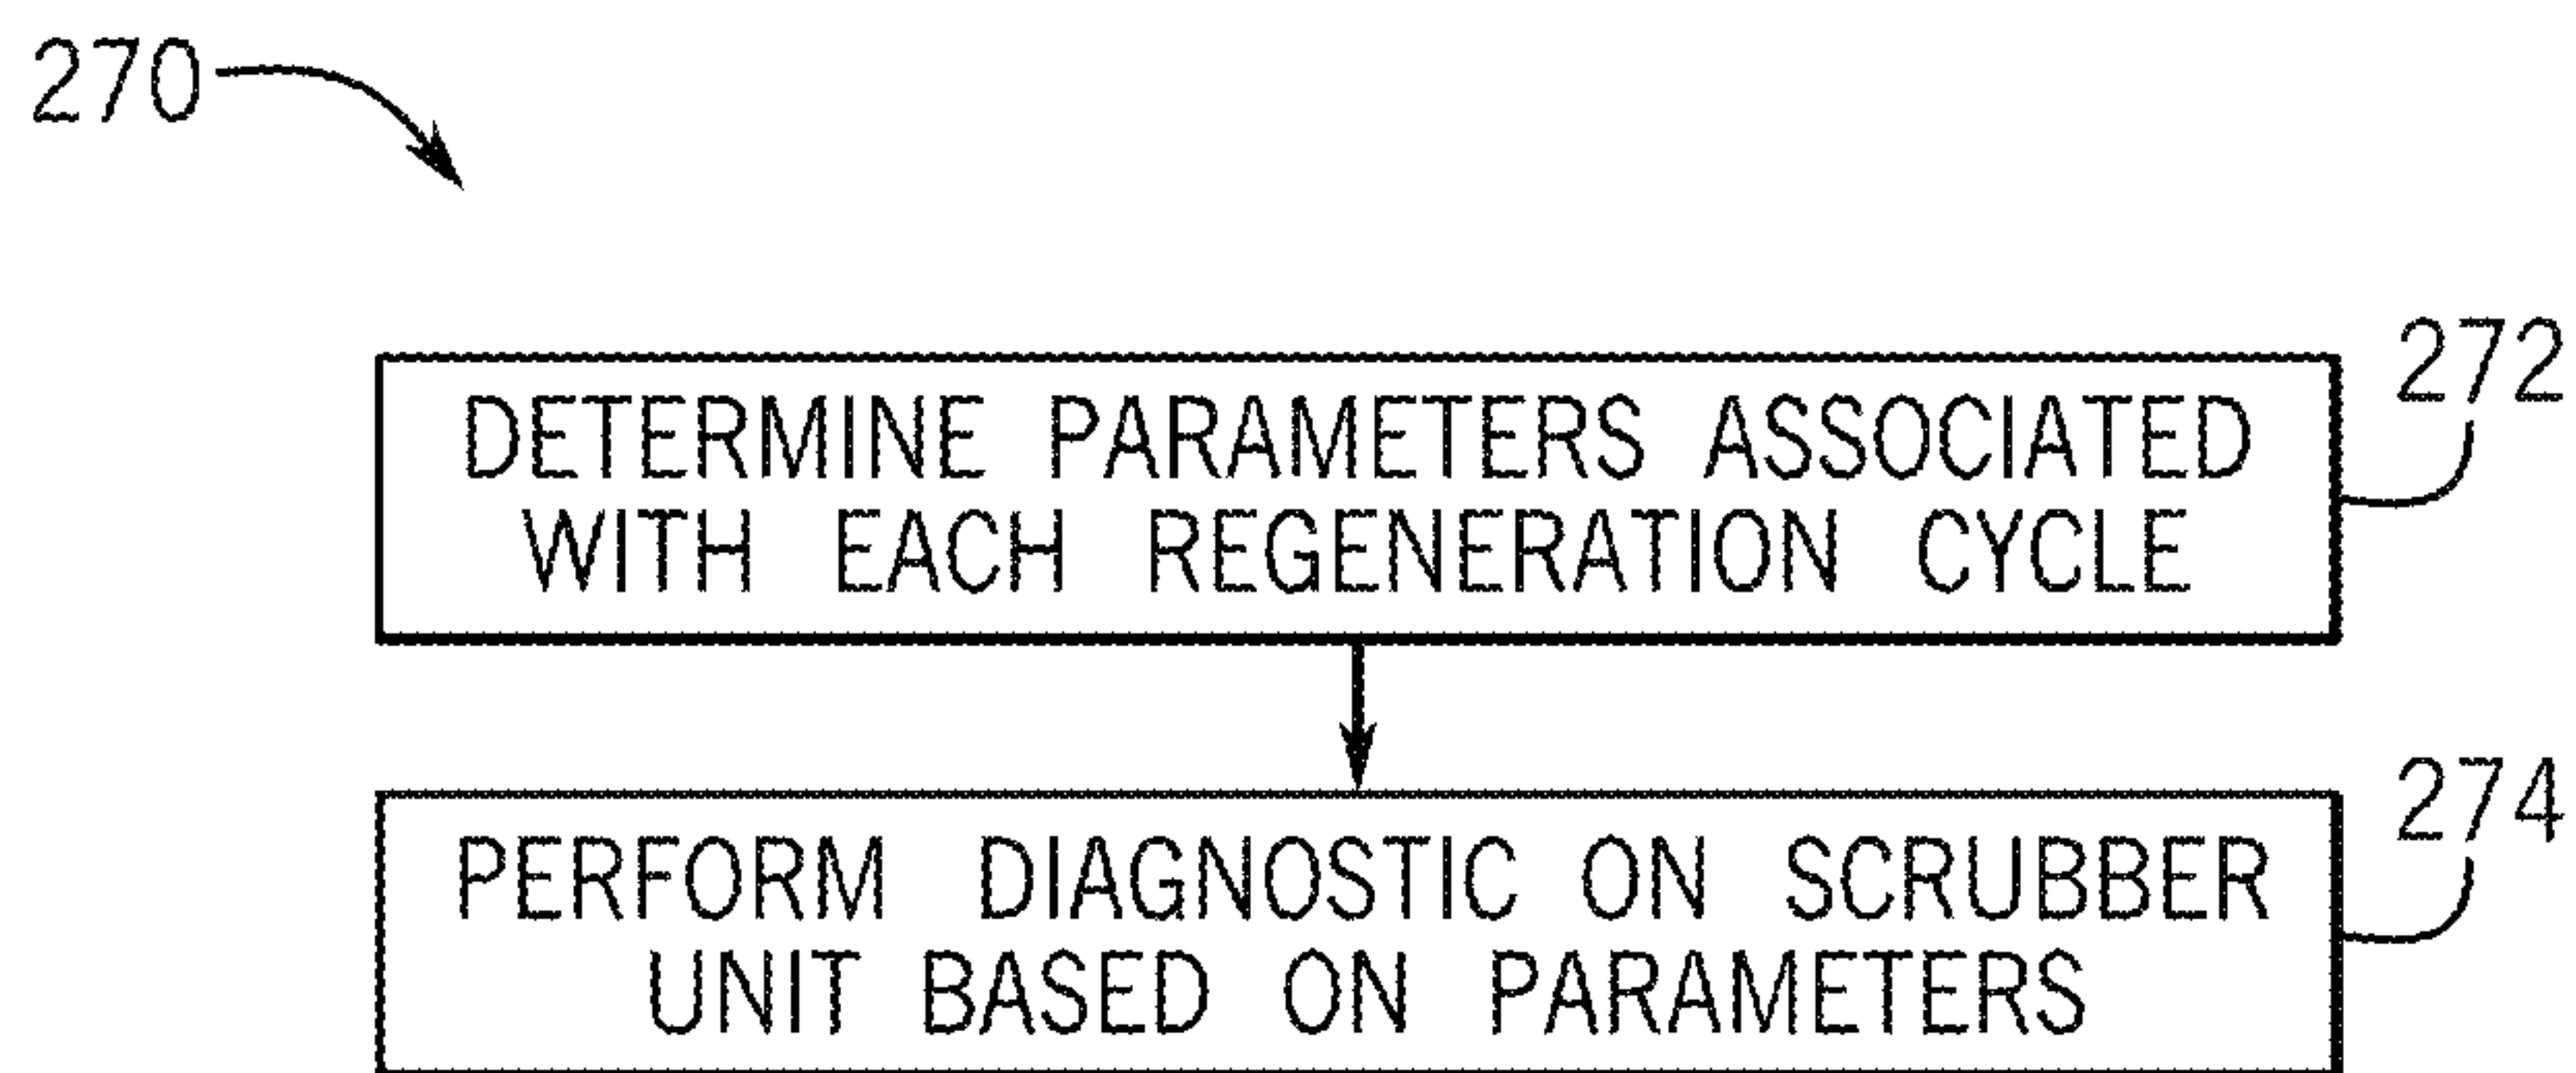 270
272
DETERMINE PARAMETERS ASSOCIATED
WITH EACH REGENERATION CYCLE
274
PERFORM DIAGNOSTIC ON SCRUBBER
UNIT BASED ON PARAMETERS